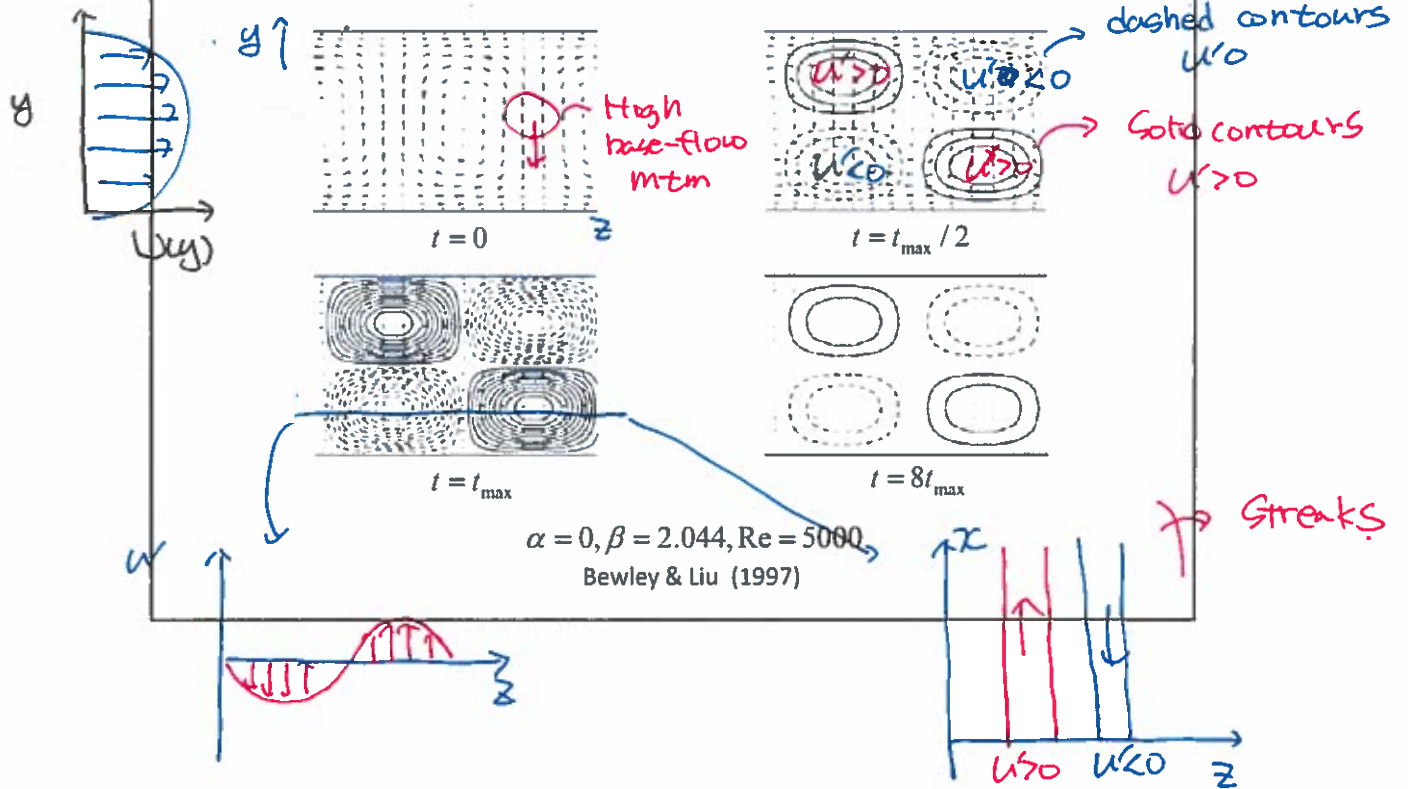 y
U(y)
y
z
t = 0
High
base-flow
mtm
u'>0
u'<0
u'<0
u'>0
t = t_max / 2
dashed contours
u'0
contours
u'>0
t = t_max
t = 8t_max
α = 0, β = 2.044, Re = 5000
Bewley & Liu (1997)
Streaks
z
x
u'>0
u'<0
z